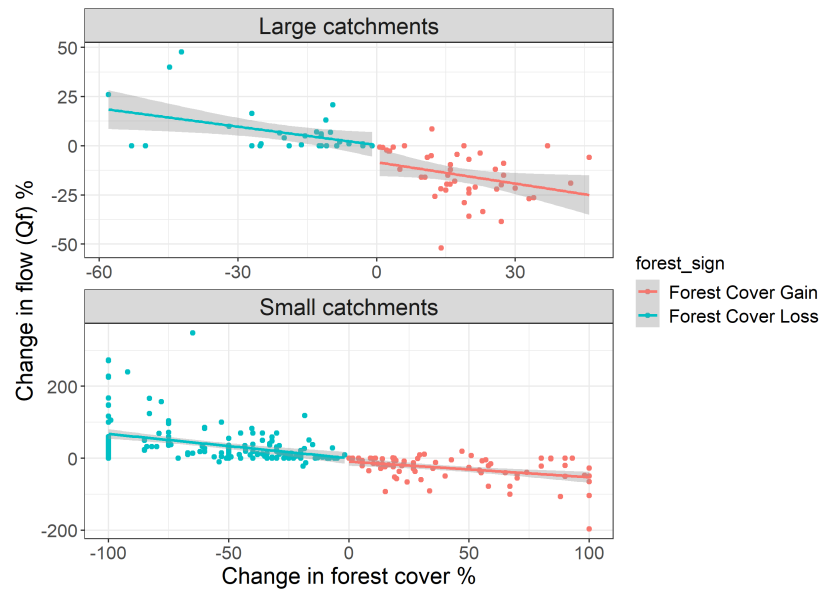 Large catchments
50
25
0
-25
-50
-60
-30
0
30
Small catchments
200
0
-200
-100
-50
0
50
100
Change in forest cover %
Change in flow (Qf) %
forest_sign
Forest Cover Gain
Forest Cover Loss